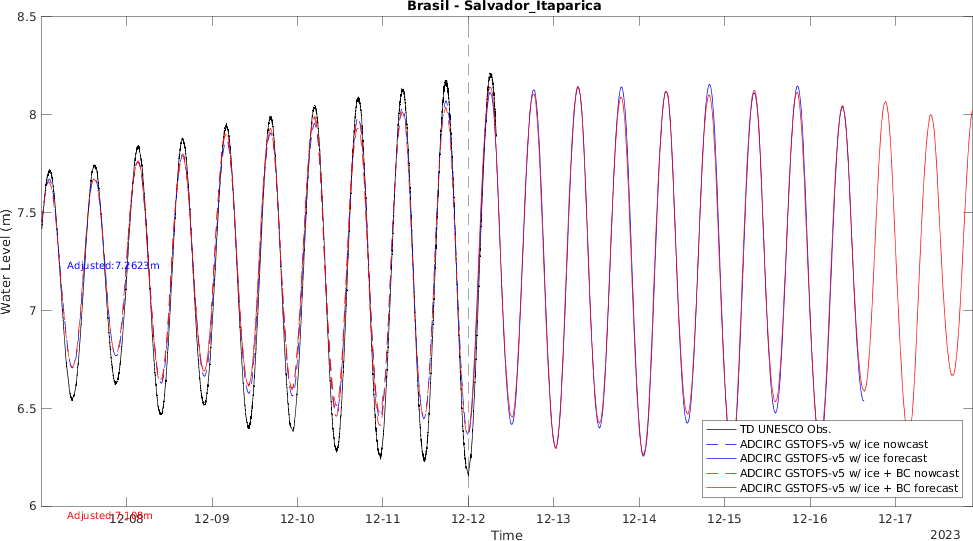 Brasil - Salvador_Itaparica
8.5
8
7.5
7
6.5
6
Water Level (m)
Adjusted:7.2623m
Adjusted:7.108m
12-08
12-09
12-10
12-11
12-12
12-13
12-14
12-15
12-16
12-17
Time
2023
TD UNESCO Obs.
ADCIRC GSTOFS-v5 w/ ice nowcast
ADCIRC GSTOFS-v5 w/ ice forecast
ADCIRC GSTOFS-v5 w/ ice + BC nowcast
ADCIRC GSTOFS-v5 w/ ice + BC forecast